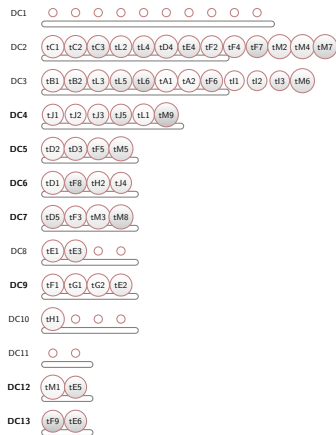 DC1
DC2 tC1 tC2 tC3 tL2 tL4 tD4 tE4 tF2 tF4 tF7 tM2 tM4 tM7
DC3 tB1 tB2 tL3 tL5 tL6 tA1 tA2 tF6 tI1 tI2 tI3 tM6
DC4 tJ1 tJ2 tJ3 tJ5 tL1 tM9
DC5 tD2 tD3 tF5 tM5
DC6 tD1 tF8 tH2 tJ4
DC7 tD5 tF3 tM3 tM8
DC8 tE1 tE3
DC9 tF1 tG1 tG2 tE2
DC10 tH1
DC11
DC12 tM1 tE5
DC13 tF9 tE6